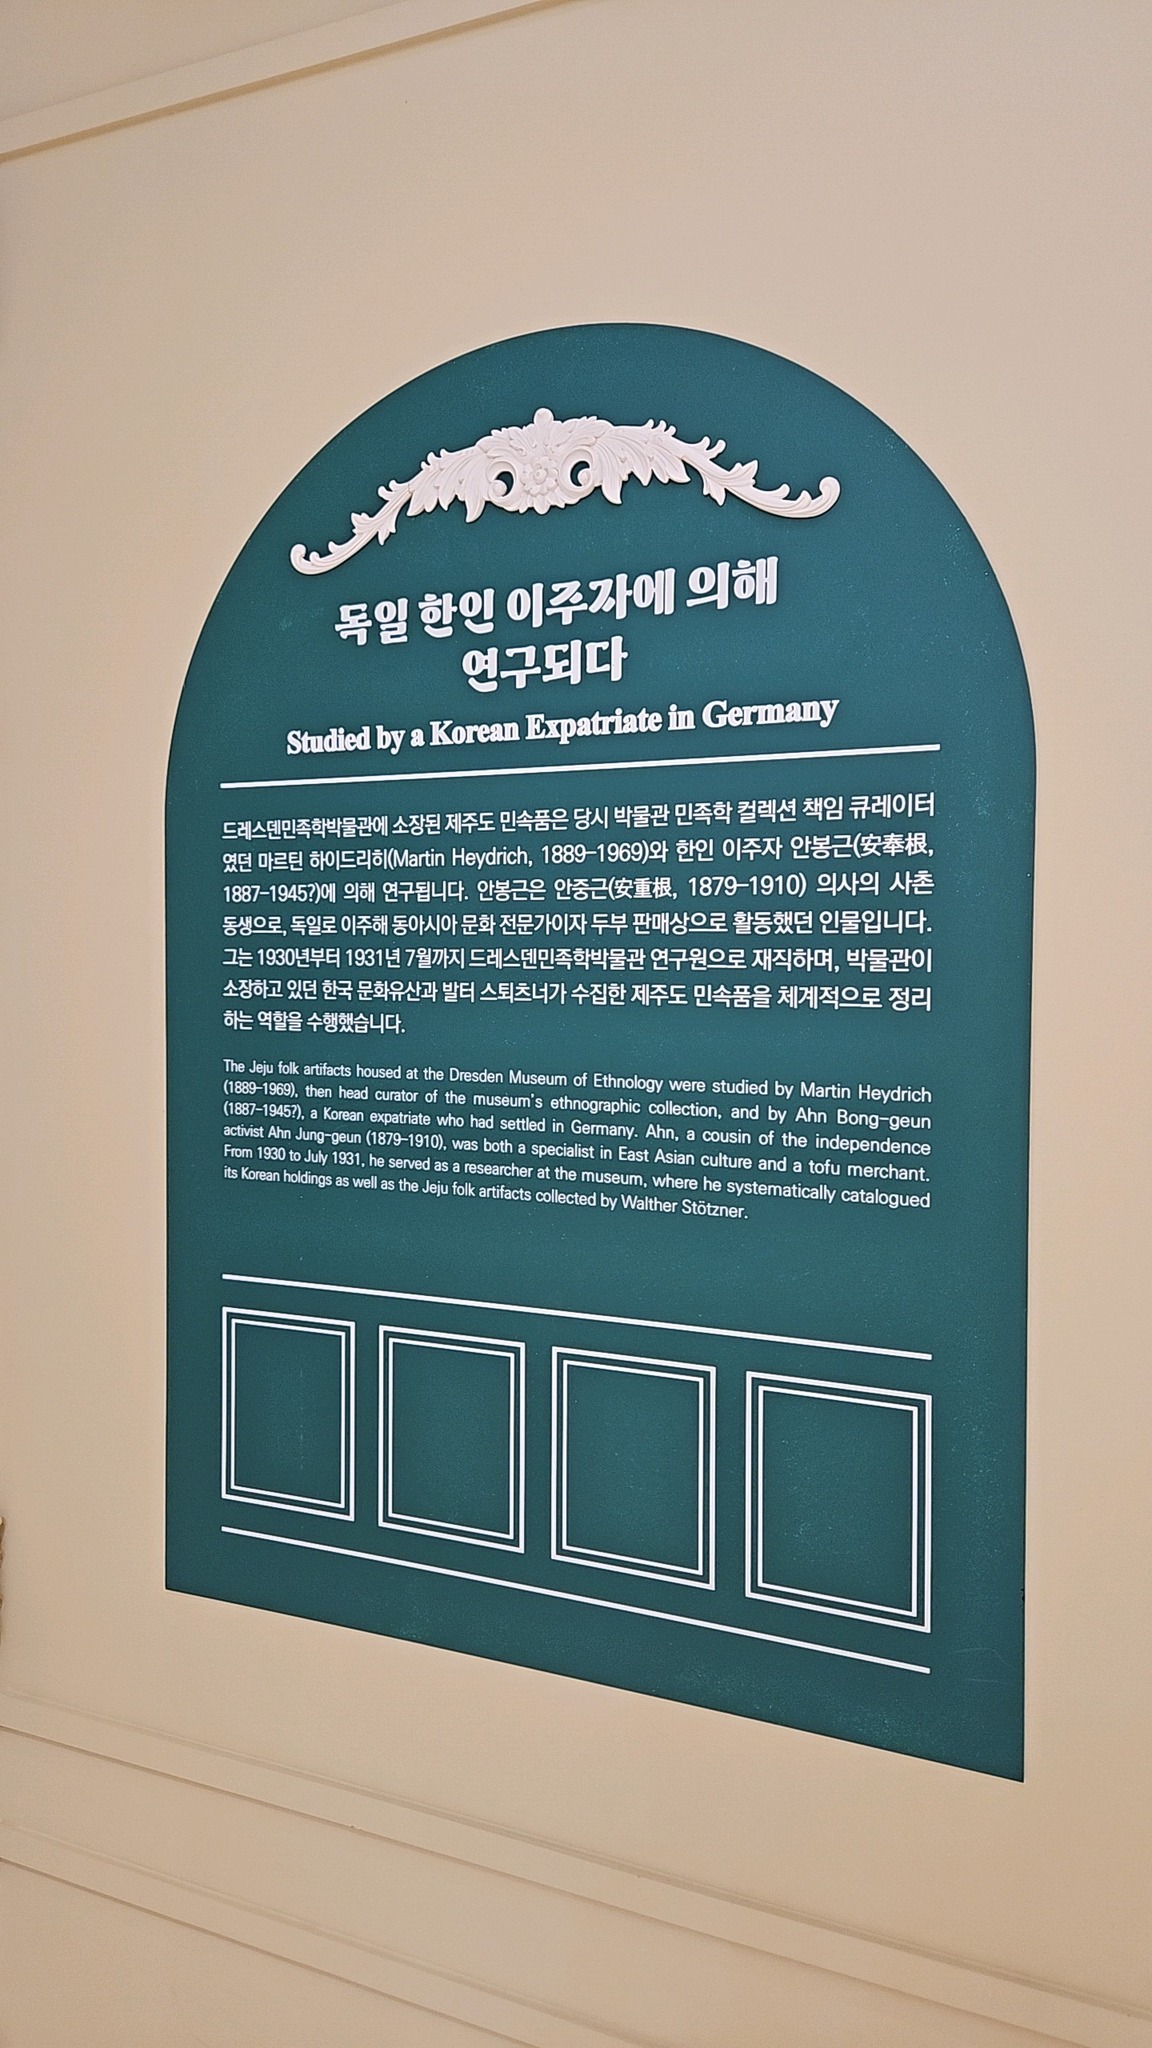 독일 한인 이주자에 의해
연구되다
Studied by a Korean Expatriate in Germany
드레스덴민족학박물관에 소장된 제주도 민속품은 당시 박물관 민족학 컬렉션 책임 큐레이터
였던 마르틴 하이드리히(Martin Heydrich, 1889–1969)와 한인 이주자 안봉근(安奉根,
1887–1945?)에 의해 연구됩니다. 안봉근은 안중근(安重根, 1879–1910) 의사의 사촌
동생으로, 독일로 이주해 동아시아 문화 전문가이자 두부 판매상으로 활동했던 인물입니다.
그는 1930년부터 1931년 7월까지 드레스덴민족학박물관 연구원으로 재직하며, 박물관이
소장하고 있던 한국 문화유산과 발터 스퇴츠너가 수집한 제주도 민속품을 체계적으로 정리
하는 역할을 수행했습니다.
The Jeju folk artifacts housed at the Dresden Museum of Ethnology were studied by Martin Heydrich
(1889–1969), then head curator of the museum's ethnographic collection, and by Ahn Bong-geun
(1887–1945?), a Korean expatriate who had settled in Germany. Ahn, a cousin of the independence
activist Ahn Jung-geun (1879–1910), was both a specialist in East Asian culture and a tofu merchant.
From 1930 to July 1931, he served as a researcher at the museum, where he systematically catalogued
its Korean holdings as well as the Jeju folk artifacts collected by Walther Stötzner.